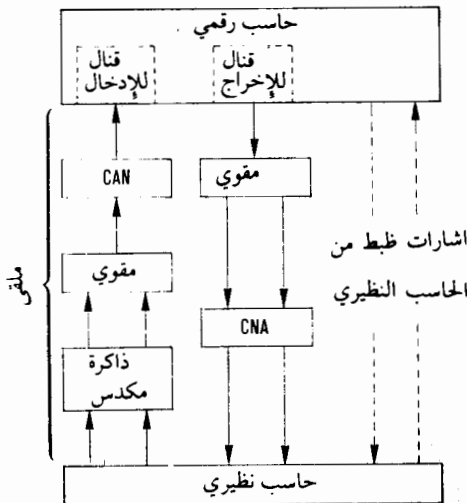 حاسب رقمي
قنال
للإخراج
قنال
للإدخال
CAN
مقوي
مقوي
اشارات ظبط من
الحاسب النظيري
CNA
ملقى
ذاكرة
مكدس
حاسب نظيري